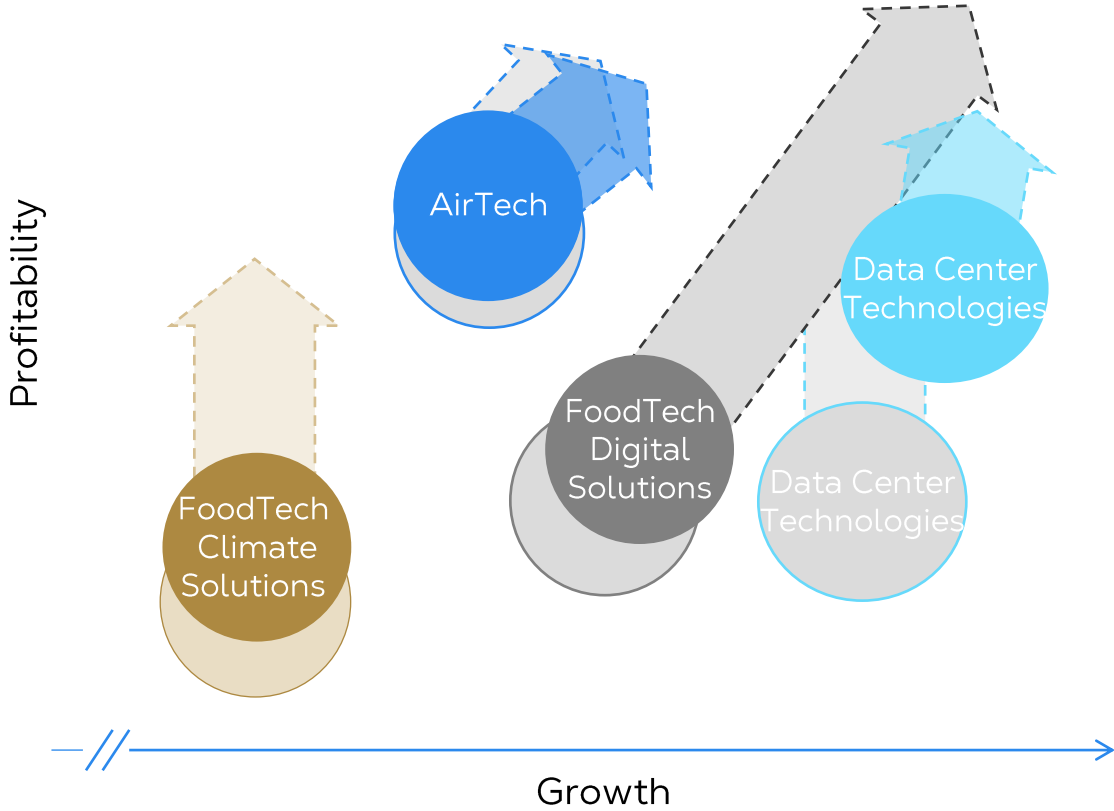 Profitability
AirTech
Data Center
Technologies
FoodTech
Digital
Solutions
Data Center
Technologies
FoodTech
Climate
Solutions
Growth